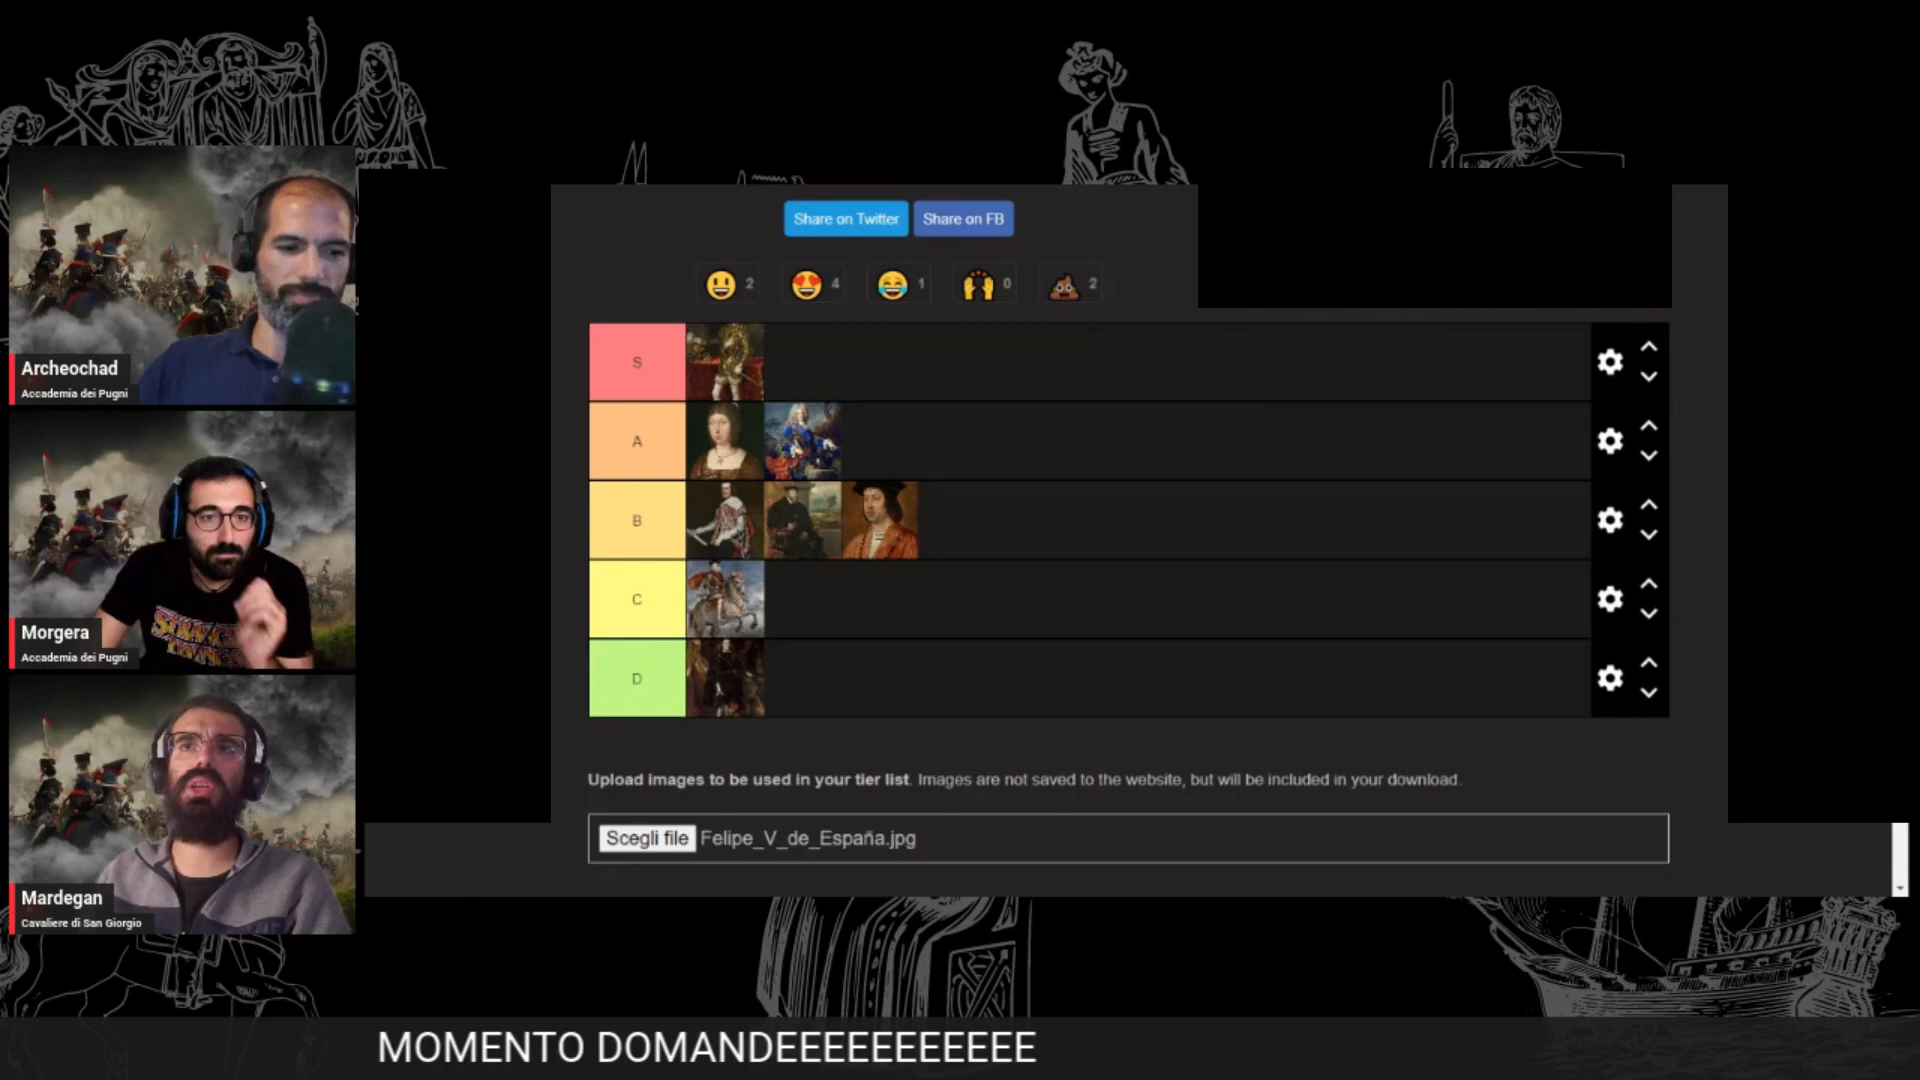 Share on Twitter
Share on FB
2
4
1
0
2
S
A
B
C
D
Archeochad
Accademia dei Pugni
Morgera
Accademia dei Pugni
Mardegan
Cavaliere di San Giorgio
STRANGER
THINGS
Upload images to be used in your tier list. Images are not saved to the website, but will be included in your download.
Scegli file Felipe_V_de_España.jpg
MOMENTO DOMANDEEEEEEEEEEE